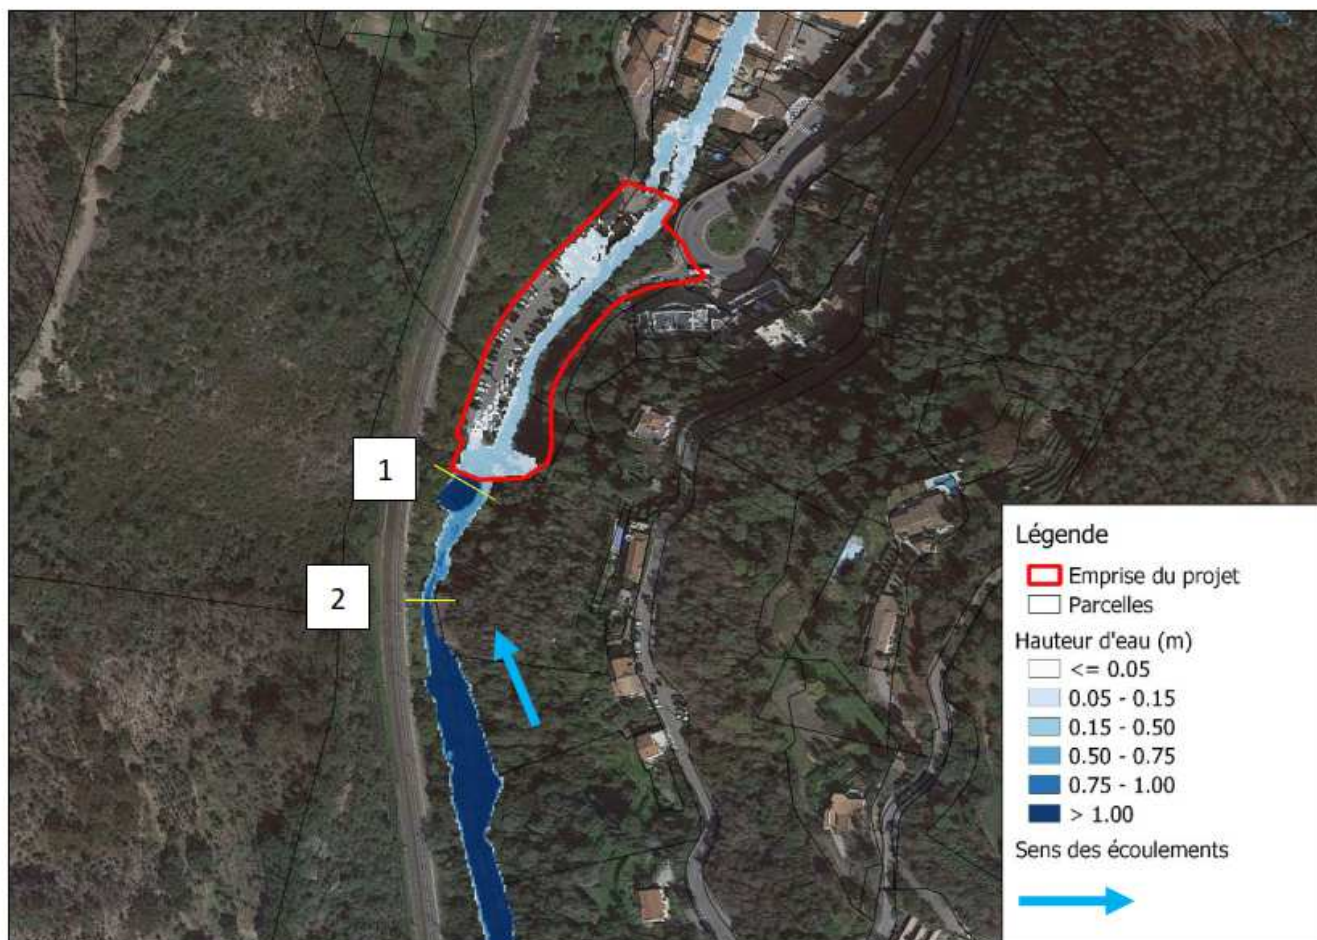 1
2
Légende
Emprise du projet
Parcelles
Hauteur d'eau (m)
<= 0.05
0.05 - 0.15
0.15 - 0.50
0.50 - 0.75
0.75 - 1.00
> 1.00
Sens des écoulements